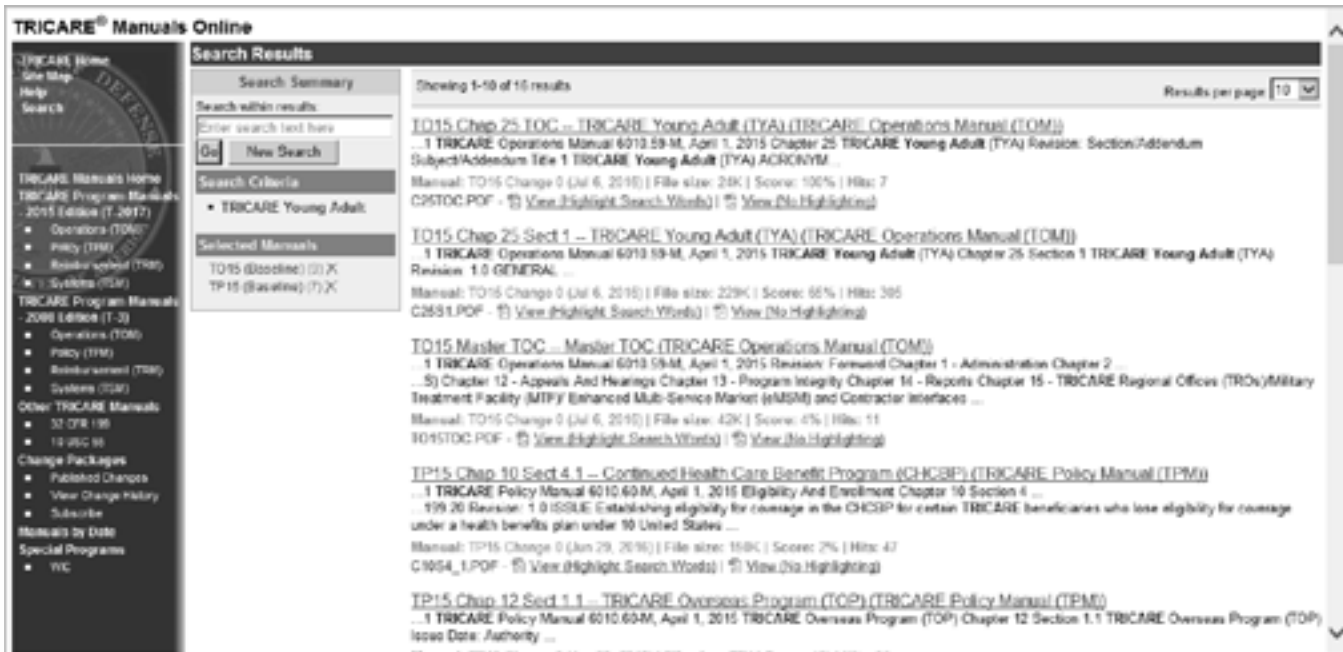 TRICARE® Manuals Online
TRICARE Home
Site Map
Help
Search
TRICARE Manuals Home
TRICARE Program Manuals
- 2015 Edition (T-2017)
Operations (TOM)
Policy (TPM)
Reimbursement (TRM)
Systems (TSM)
TRICARE Program Manuals
- 2008 Edition (T-3)
Operations (TOM)
Policy (TPM)
Reimbursement (TRM)
Systems (TSM)
Other TRICARE Manuals
32 CFR 199
10 USC 55
Change Packages
Published Changes
View Change History
Subscribe
Manuals by Date
Special Programs
WIC
Search Results
Search Summary
Search within results:
Enter search text here
Go New Search
Search Criteria
• TRICARE Young Adult
Selected Manuals
TO15 (Baseline) X
TP15 (Baseline) (7) X
Showing 1-10 of results
Results per page 10
TO15 Chap 25 TOC -- TRICARE Young Adult (TYA) (TRICARE Operations Manual (TOM))
...1 TRICARE Operations Manual 6010.59-M, April 1, 2015 Chapter 25 TRICARE Young Adult (TYA) Revision: Section/Addendum
Subject/Addendum Title 1 TRICARE Young Adult (TYA) ACRONYM...
Manual: TO15 Change 0 (Jul 6, 2016) | File size: 24K | Score: 100% | Hits: 7
C25TOC.PDF - View (Highlight Search Words) | View (No Highlighting)
TO15 Chap 25 Sect 1 -- TRICARE Young Adult (TYA) (TRICARE Operations Manual (TOM))
...1 TRICARE Operations Manual 6010.59-M, April 1, 2015 TRICARE Young Adult (TYA) Chapter 25 Section 1 TRICARE Young Adult (TYA)
Revision: 1.0 GENERAL ...
Manual: TO15 Change 0 (Jul 6, 2016) | File size: 229K | Score: 65% | Hits: 305
C25S1.PDF - View (Highlight Search Words) | View (No Highlighting)
TO15 Master TOC -- Master TOC (TRICARE Operations Manual (TOM))
...1 TRICARE Operations Manual 6010.59-M, April 1, 2015 Revision: Foreword Chapter 1 - Administration Chapter 2 ...
...S) Chapter 12 - Appeals And Hearings Chapter 13 - Program Integrity Chapter 14 - Reports Chapter 15 - TRICARE Regional Offices (TROs)/Military
Treatment Facility (MTF)/ Enhanced Multi-Service Market (eMSM) and Contractor Interfaces ...
Manual: TO15 Change 0 (Jul 6, 2016) | File size: 42K | Score: 4% | Hits: 11
TO15TOC.PDF - View (Highlight Search Words) | View (No Highlighting)
TP15 Chap 10 Sect 4.1 -- Continued Health Care Benefit Program (CHCBP) (TRICARE Policy Manual (TPM))
...1 TRICARE Policy Manual 6010.60-M, April 1, 2015 Eligibility And Enrollment Chapter 10 Section 4 ...
...199.20 Revision: 1.0 ISSUE Establishing eligibility for coverage in the CHCBP for certain TRICARE beneficiaries who lose eligibility for coverage
under a health benefits plan under 10 United States ...
Manual: TP15 Change 0 (Jun 29, 2016) | File size: 150K | Score: 2% | Hits: 47
C10S4_1.PDF - View (Highlight Search Words) | View (No Highlighting)
TP15 Chap 12 Sect 1.1 -- TRICARE Overseas Program (TOP) (TRICARE Policy Manual (TPM))
...1 TRICARE Policy Manual 6010.60-M, April 1, 2015 TRICARE Overseas Program (TOP) Chapter 12 Section 1.1 TRICARE Overseas Program (TOP)
Issue Date: Authority ...